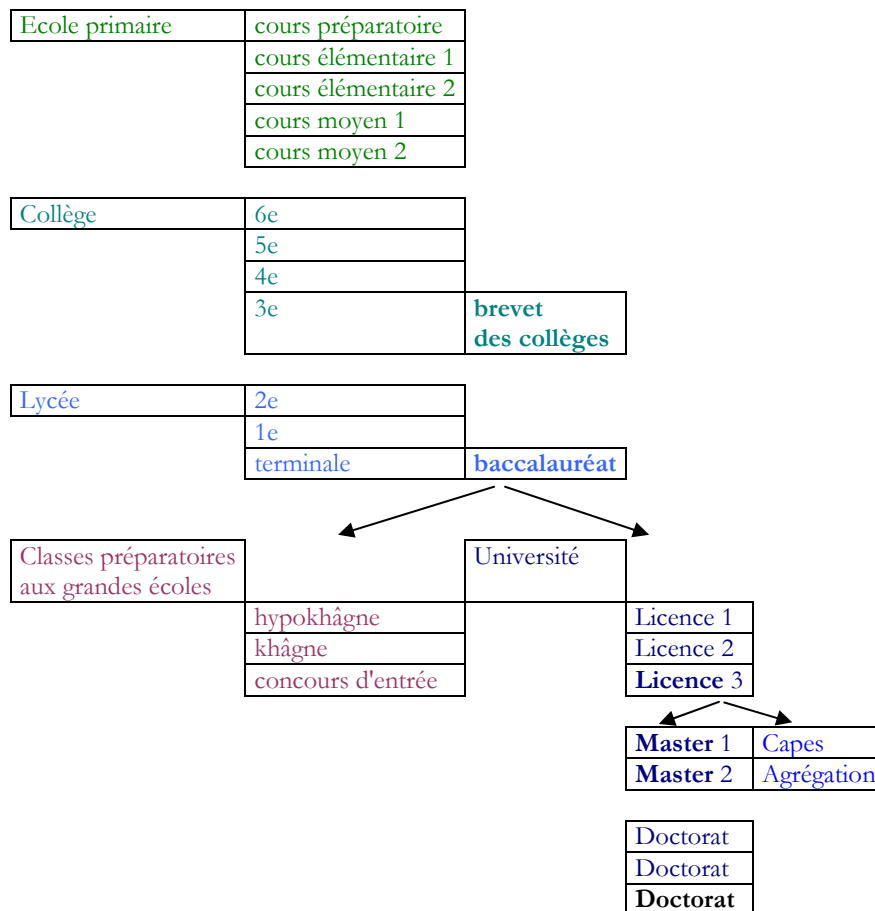 Ecole primaire cours préparatoire
cours élémentaire 1
cours élémentaire 2
cours moyen 1
cours moyen 2
Collège 6e
5e
4e
3e brevet
des collèges
Lycée 2e
1e
terminale baccalauréat
Classes préparatoires Université
aux grandes écoles
hypokhâgne Licence 1
khâgne Licence 2
concours d'entrée Licence 3
Master 1 Capes
Master 2 Agrégation
Doctorat
Doctorat
Doctorat